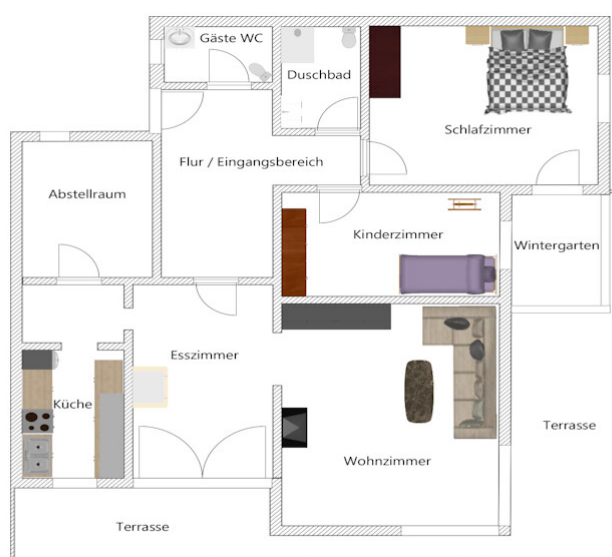 Gäste WC
Duschbad
Schlafzimmer
Flur / Eingangsbereich
Abstellraum
Kinderzimmer
Wintergarten
Esszimmer
Küche
Terrasse
Wohnzimmer
Terrasse